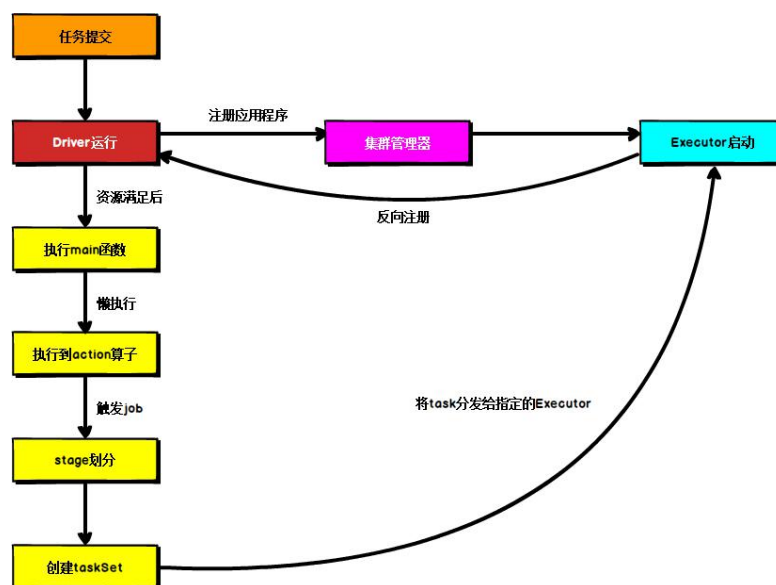 任务提交
注册应用程序
Driver运行
集群管理器
Executor启动
资源满足后
反向注册
执行main函数
懒执行
执行到action算子
将task分发给指定的Executor
触发job
stage划分
创建taskSet